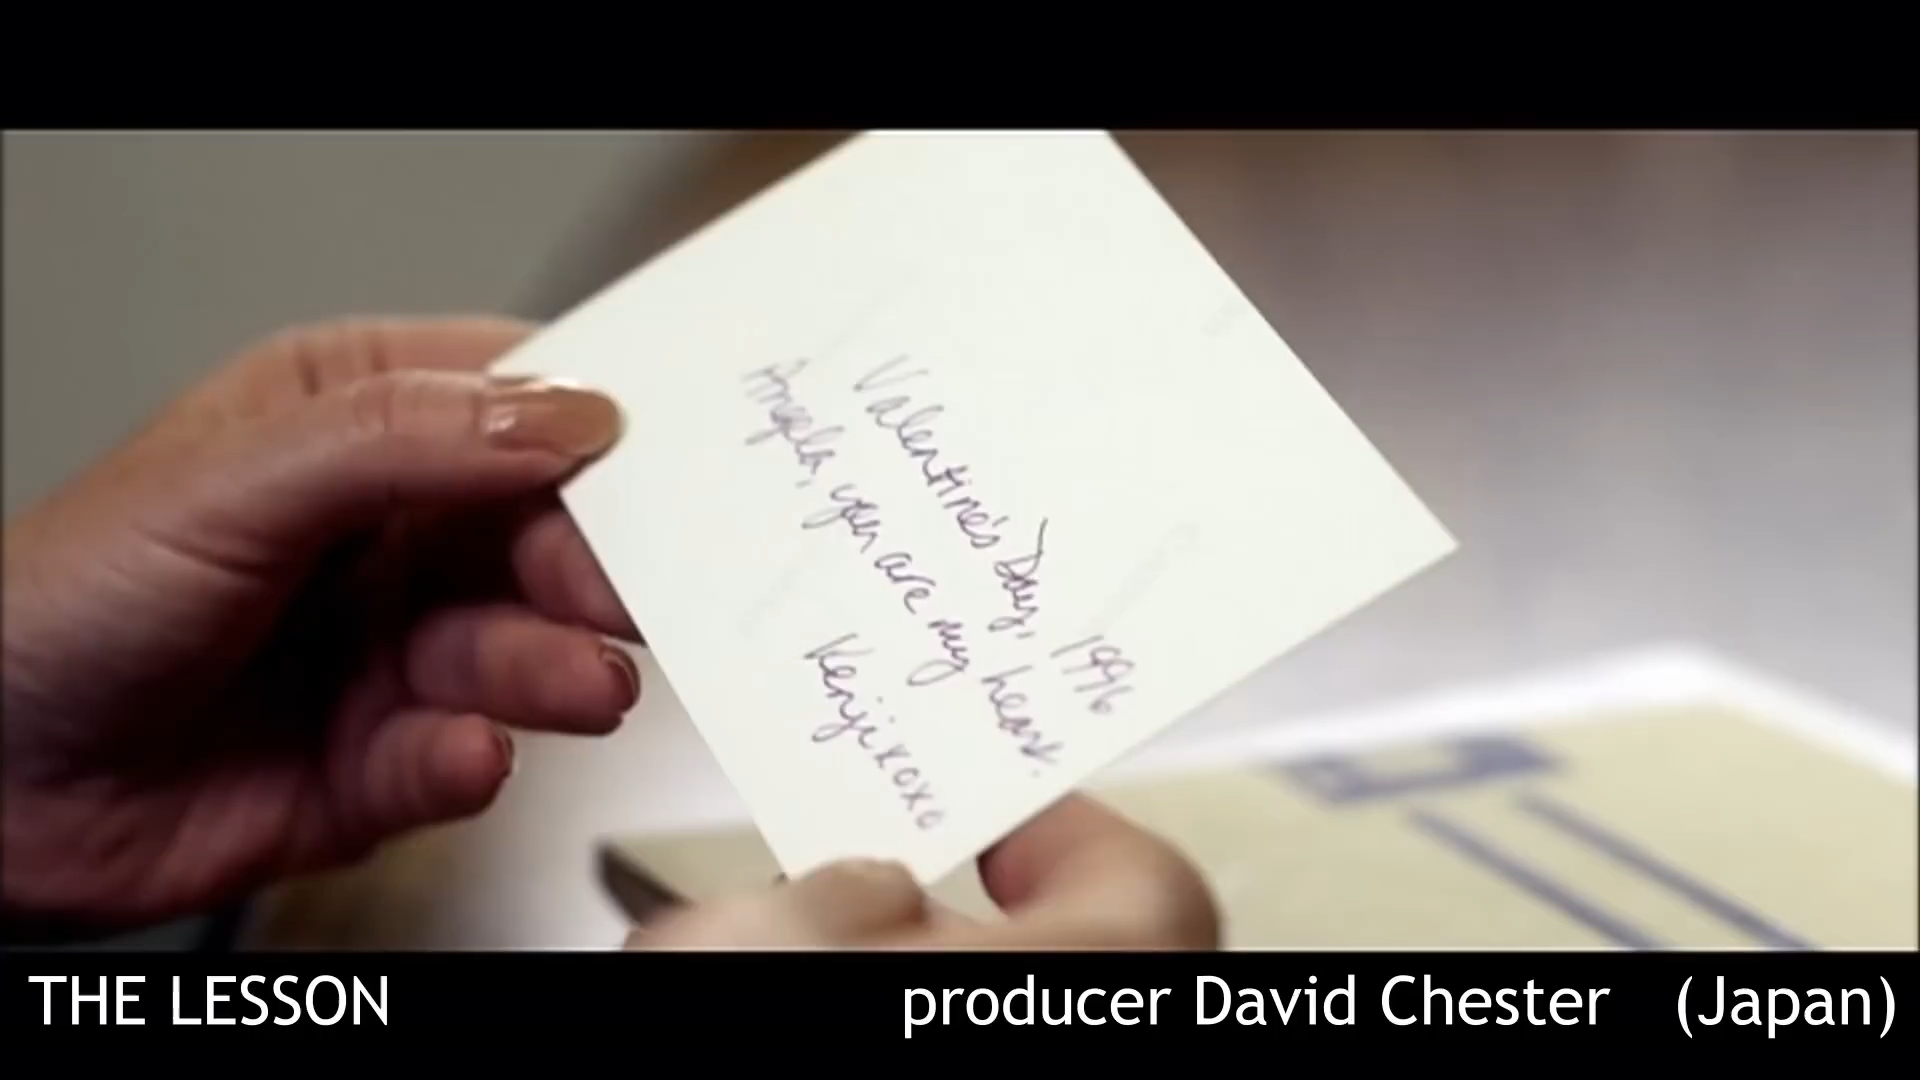 Valentine's Day, 1996
Angela, you are my heart.
Kenji xoxo
THE LESSON
producer David Chester (Japan)